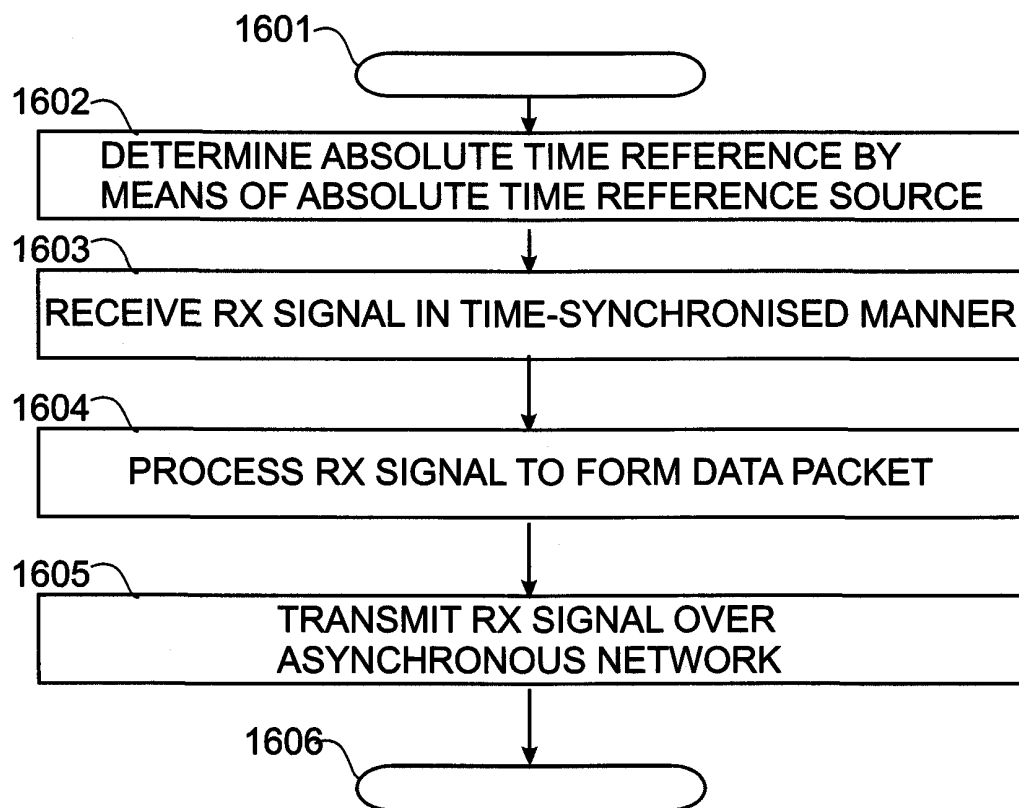 1601
1602
DETERMINE ABSOLUTE TIME REFERENCE BY
MEANS OF ABSOLUTE TIME REFERENCE SOURCE
1603
RECEIVE RX SIGNAL IN TIME-SYNCHRONISED MANNER
1604
PROCESS RX SIGNAL TO FORM DATA PACKET
1605
TRANSMIT RX SIGNAL OVER
ASYNCHRONOUS NETWORK
1606